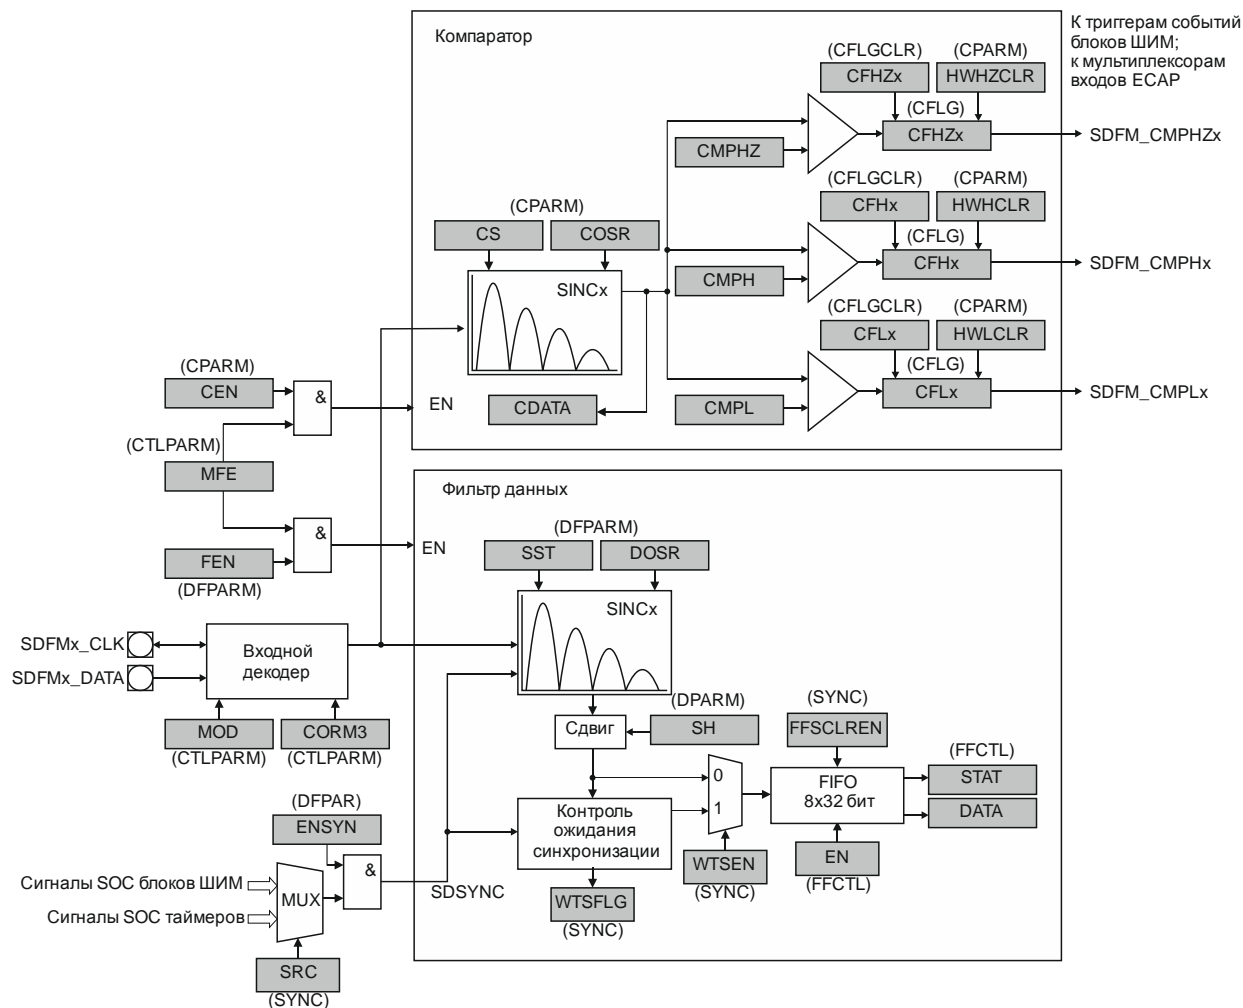 Компаратор
К триггерам событий
блоков ШИМ;
к мультиплексорам
входов ECAP
(CFLGCLR)
(CPARM)
CFHZx
HWHZCLR
(CFLG)
CFHZx
SDFM_CMPHZx
CMPHZ
(CFLGCLR)
(CPARM)
CFHx
HWHCLR
(CFLG)
CFHx
SDFM_CMPHx
CMPH
(CPARM)
CS
COSR
SINCx
(CFLGCLR)
(CPARM)
CFLx
HWLCLR
(CFLG)
CFLx
SDFM_CMPLx
CMPL
CDATA
(CPARM)
CEN
&
EN
(CTLPARM)
MFE
&
EN
FEN
(DFPARM)
Фильтр данных
(DFPARM)
SST
DOSR
SINCx
SDFMx_CLK
SDFMx_DATA
Входной
декодер
MOD
CORM3
(CTLPARM)
(CTLPARM)
Сдвиг
(DPARM)
SH
(SYNC)
FFSCLREN
0
1
FIFO
8x32 бит
(FFCTL)
STAT
DATA
Контроль
ожидания
синхронизации
WTSEN
(SYNC)
EN
(FFCTL)
WTSFLG
(SYNC)
(DFPAR)
ENSYN
&
SDSYNC
Сигналы SOC блоков ШИМ
Сигналы SOC таймеров
MUX
SRC
(SYNC)